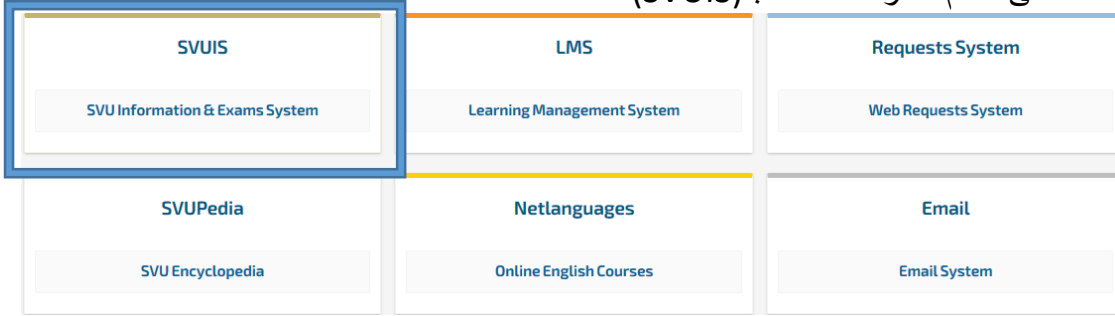 (SVUIS)
SVUIS
LMS
Requests System
SVU Information & Exams System
Learning Management System
Web Requests System
SVUPedia
Netlanguages
Email
SVU Encyclopedia
Online English Courses
Email System